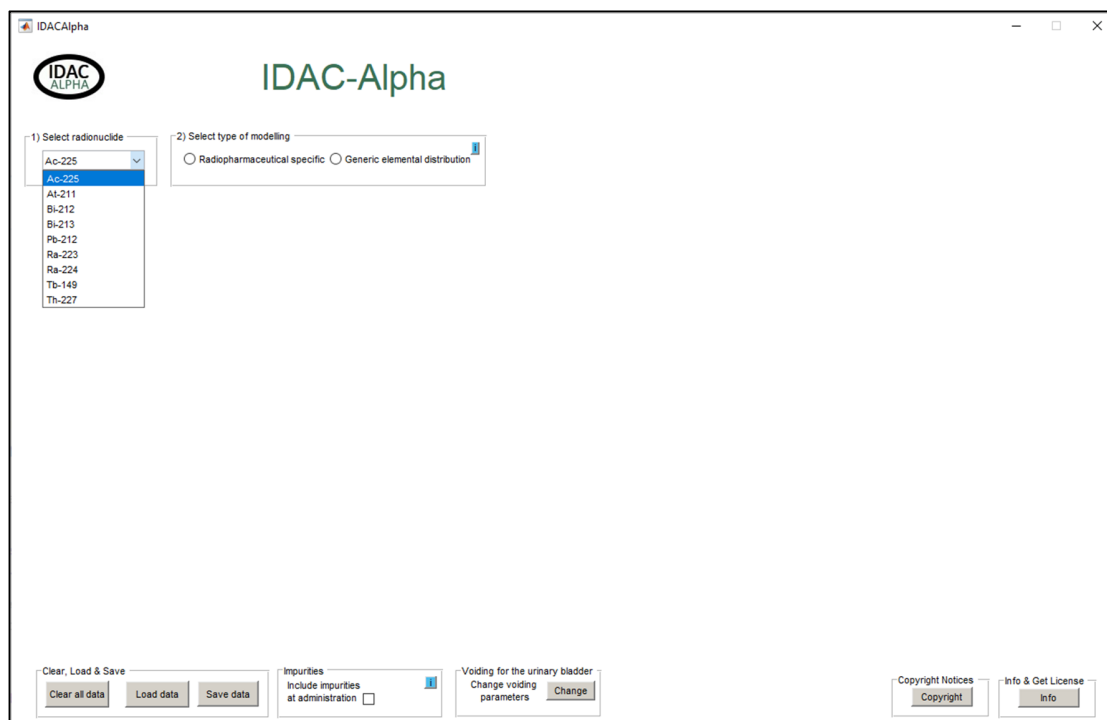 IDACAlpha
IDAC
ALPHA
IDAC-Alpha
1) Select radionuclide
2) Select type of modelling
i
Ac-225
Radiopharmaceutical specific
Generic elemental distribution
Ac-225
At-211
Bi-212
Bi-213
Pb-212
Ra-223
Ra-224
Tb-149
Th-227
Clear, Load & Save
Clear all data
Load data
Save data
Impurities
Include impurities
at administration
i
Voiding for the urinary bladder
Change voiding
parameters
Change
Copyright Notices
Copyright
Info & Get License
Info